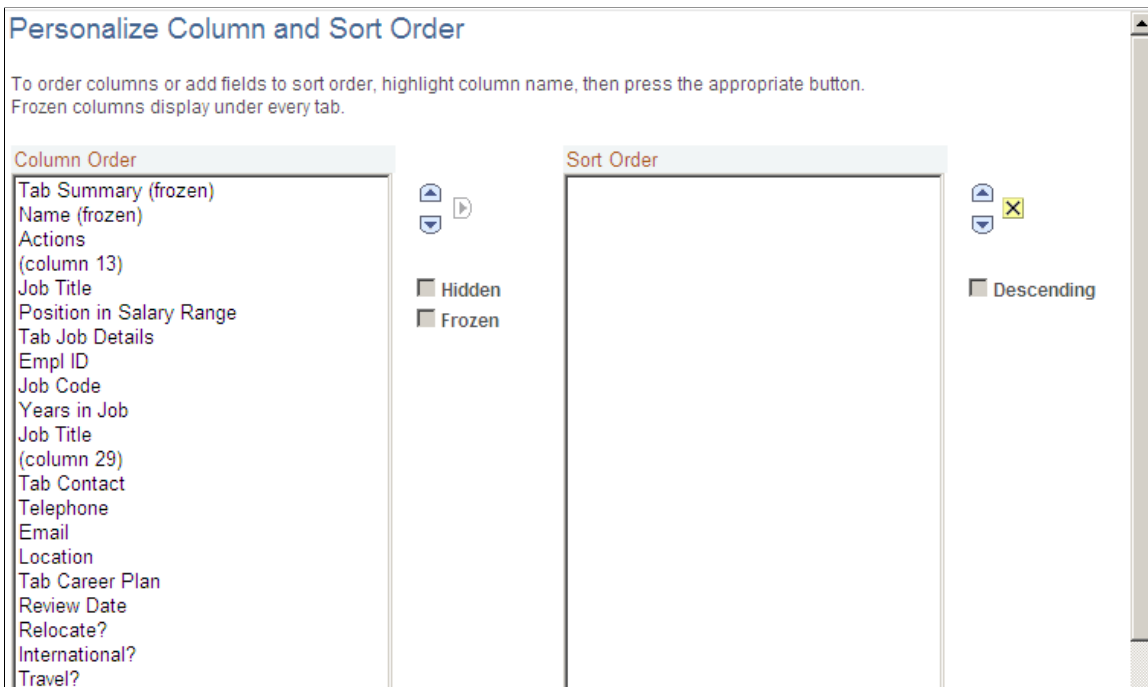 Personalize Column and Sort Order
To order columns or add fields to sort order, highlight column name, then press the appropriate button.
Frozen columns display under every tab.
Column Order
Tab Summary (frozen)
Name (frozen)
Actions
(column 13)
Job Title
Position in Salary Range
Tab Job Details
Empl ID
Job Code
Years in Job
Job Title
(column 29)
Tab Contact
Telephone
Email
Location
Tab Career Plan
Review Date
Relocate?
International?
Travel?
Hidden
Frozen
Sort Order
Descending